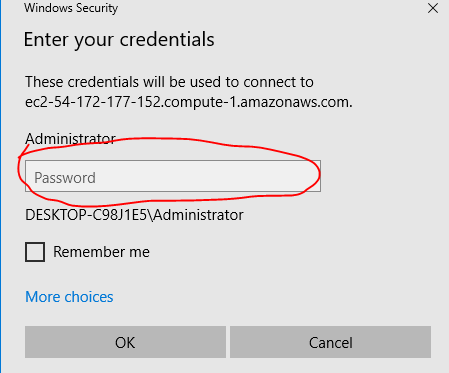 Windows Security
Enter your credentials
These credentials will be used to connect to
ec2-54-172-177-152.compute-1.amazonaws.com.
Administrator
Password
DESKTOP-C98J1E5\Administrator
Remember me
More choices
OK
Cancel